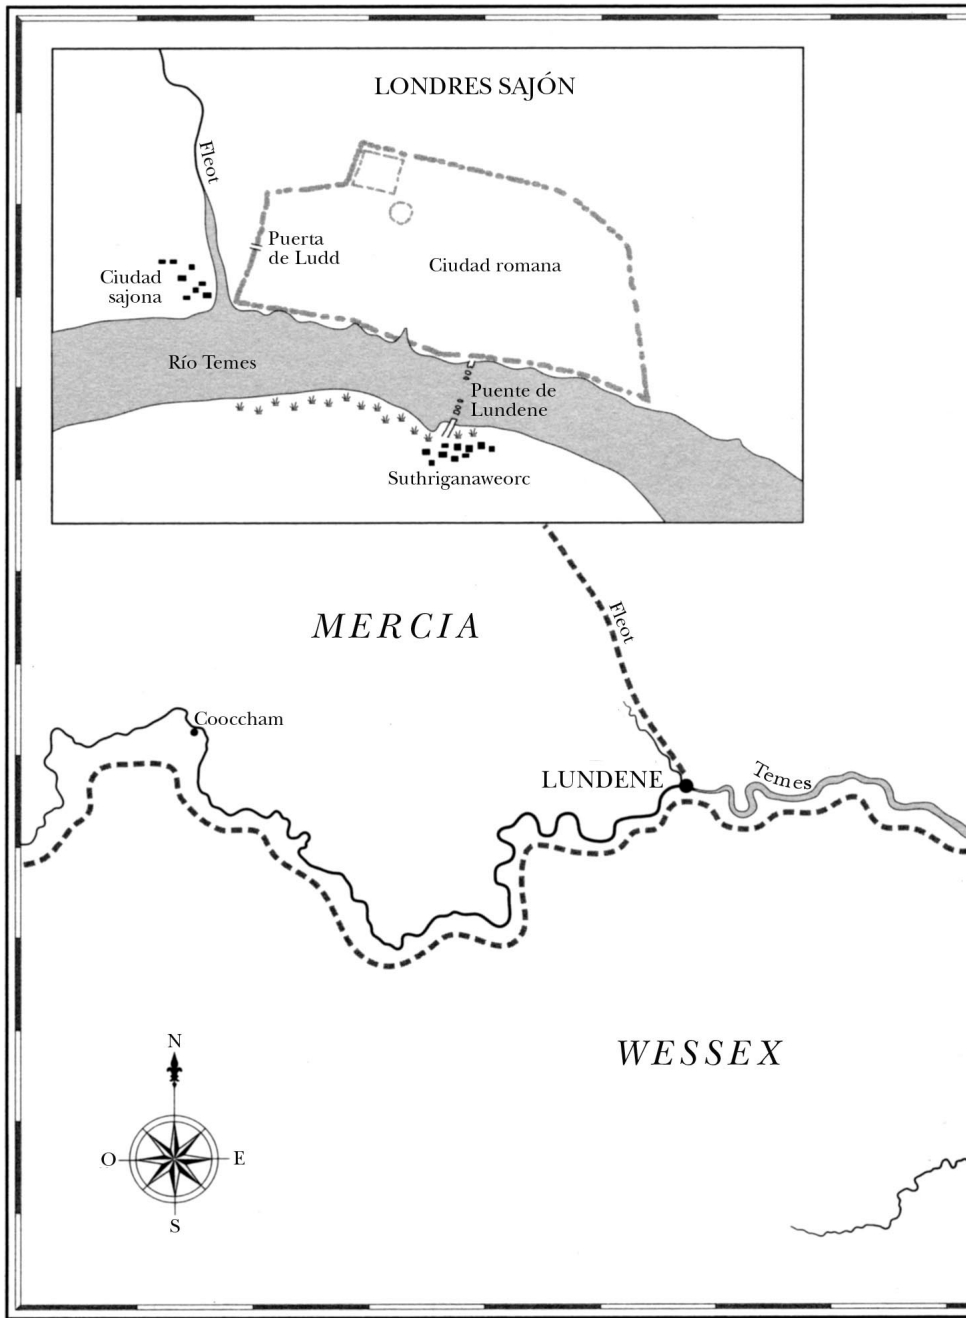 LONDRES SAJÓN
Fleot
Puerta
de Ludd
Ciudad romana
Ciudad
sajona
Río Temes
Puente de
Lundene
Suthriganaweorc
MERCIA
Fleot
Cooccham
LUNDENE
Temes
WESSEX
N
O
E
S